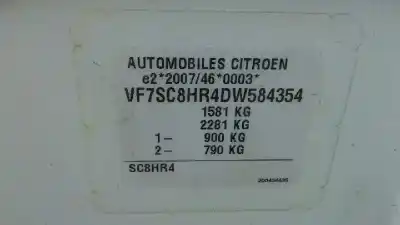 AUTOMOBILES CITROEN
e2*2007/46*0003*
VF7SC8HR4DW584354
1581 KG
2281 KG
1- 900 KG
2- 790 KG
SC8HR4